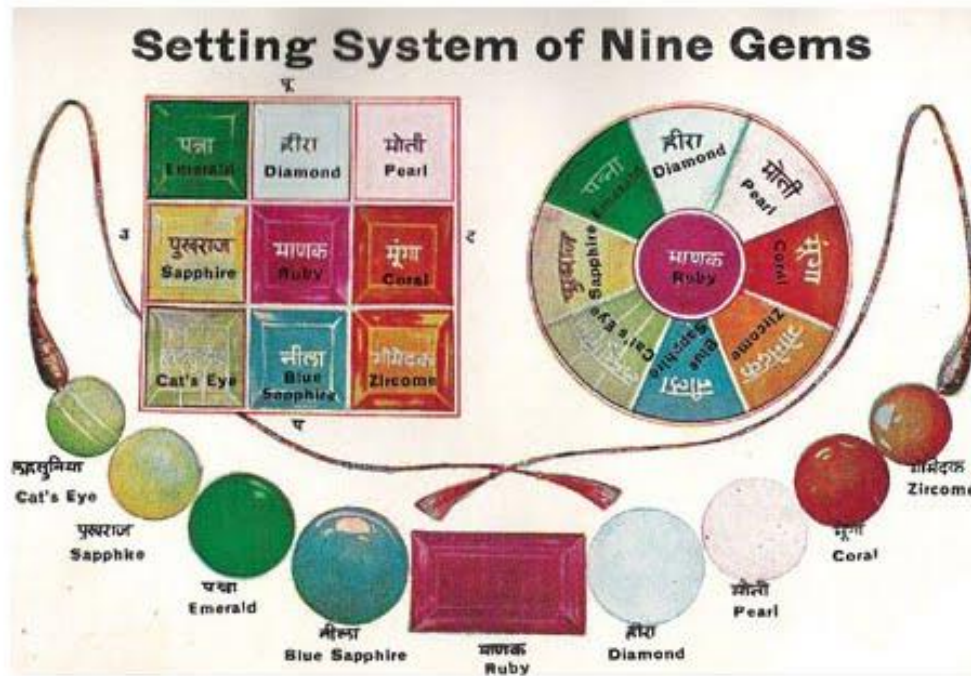 Setting System of Nine Gems
पू
पन्ना
Emerald
हीरा
Diamond
मोती
Pearl
उ
पुखराज
Sapphire
माणक
Ruby
मूंगा
Coral
द
Cat's Eye
नीला
Blue
Sapphire
गोमेदक
Zircome
प
पन्ना
Emerald
हीरा
Diamond
मोती
Pearl
मूंगा
Coral
गोमेदक
Zircome
नीला
Blue
Sapphire
Cat's Eye
Sapphire
माणक
Ruby
लहसुनिया
Cat's Eye
पुखराज
Sapphke
पन्ना
Emerald
नीला
Blue Sapphire
माणक
Ruby
हीरा
Diamond
मोती
Pearl
मूंगा
Coral
गोमेदक
Zircome